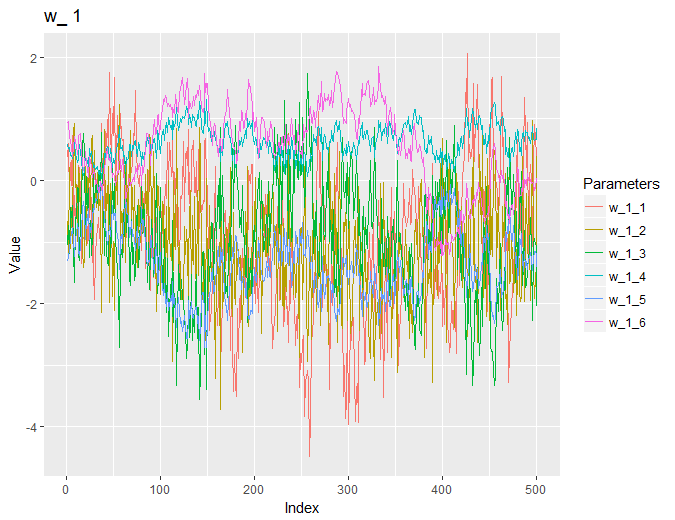 w_ 1
2
0
-2
-4
Value
0
100
200
300
400
500
Index
Parameters
w_1_1
w_1_2
w_1_3
w_1_4
w_1_5
w_1_6